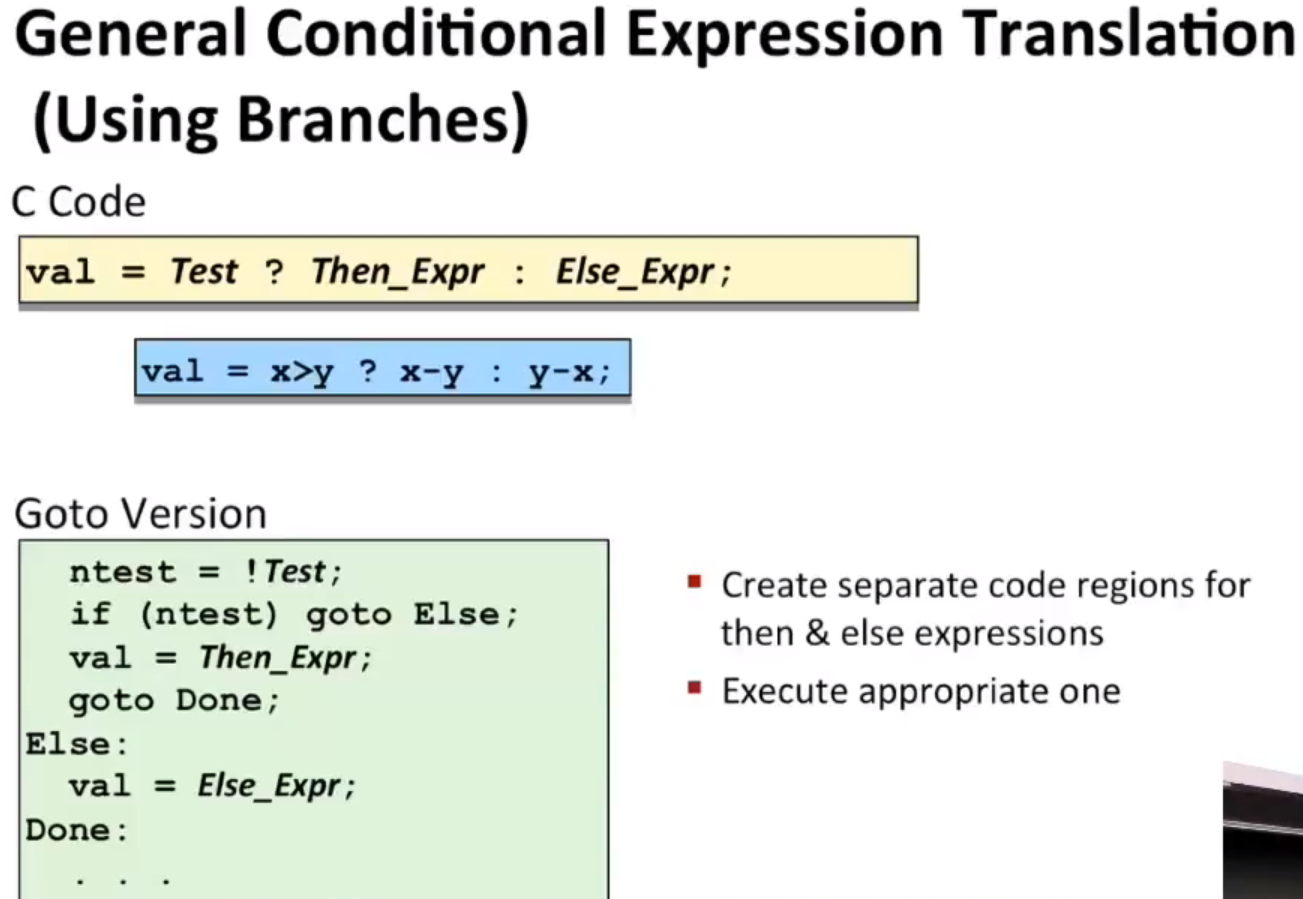 General Conditional Expression Translation
(Using Branches)
C Code
val = Test ? Then_Expr : Else_Expr;
val = x>y ? x-y : y-x;
Goto Version
ntest = !Test;
if (ntest) goto Else;
val = Then_Expr;
goto Done;
Else:
val = Else_Expr;
Done:
. . .
▪ Create separate code regions for
then & else expressions
▪ Execute appropriate one